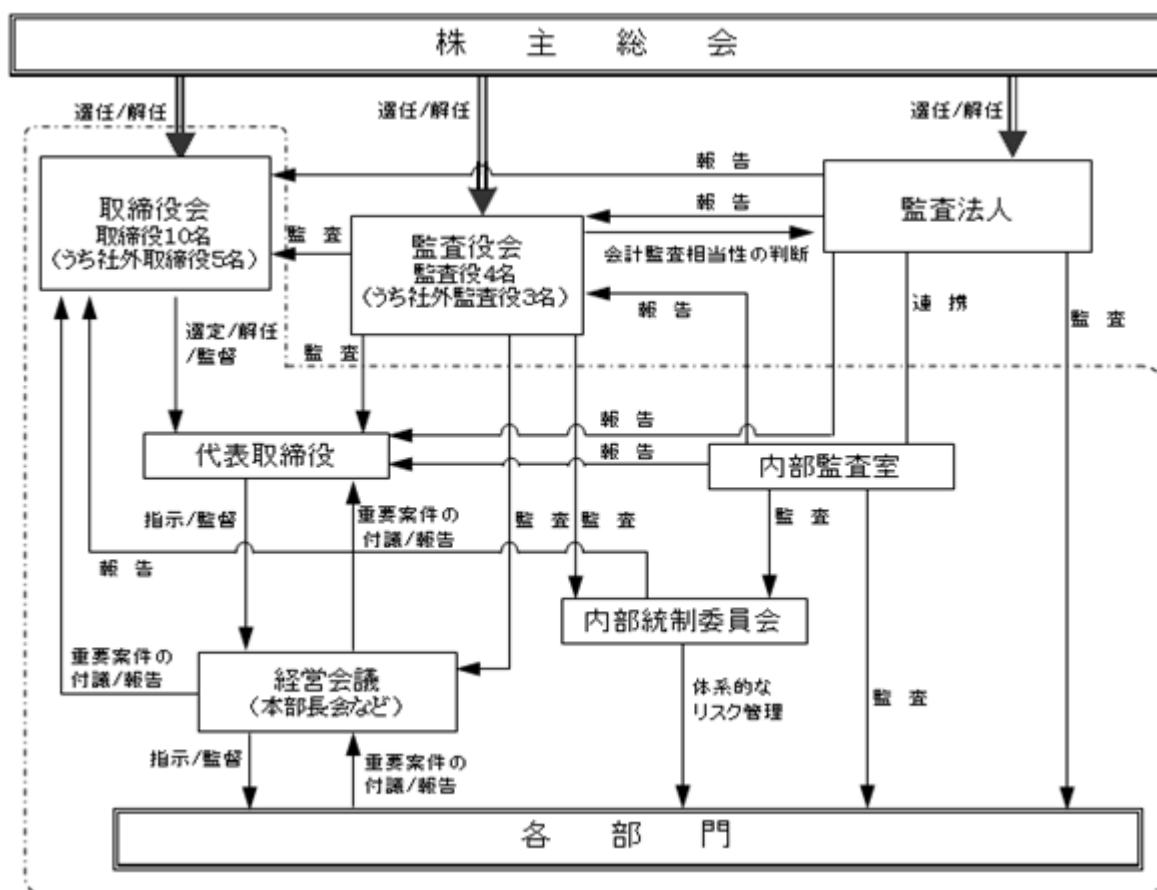 株主総会
選任/解任
選任/解任
選任/解任
取締役会
取締役10名
(うち社外取締役5名)
監査役会
監査役4名
(うち社外監査役3名)
監査法人
報告
報告
監査
会計監査相当性の判断
報告
連携
監査
選定/解任
/監督
監査
代表取締役
報告
報告
内部監査室
指示/監督
重要案件の
付議/報告
監査
監査
監査
報告
内部統制委員会
重要案件の
付議/報告
経営会議
(本部長会など)
体系的な
リスク管理
監査
指示/監督
重要案件の
付議/報告
各部門